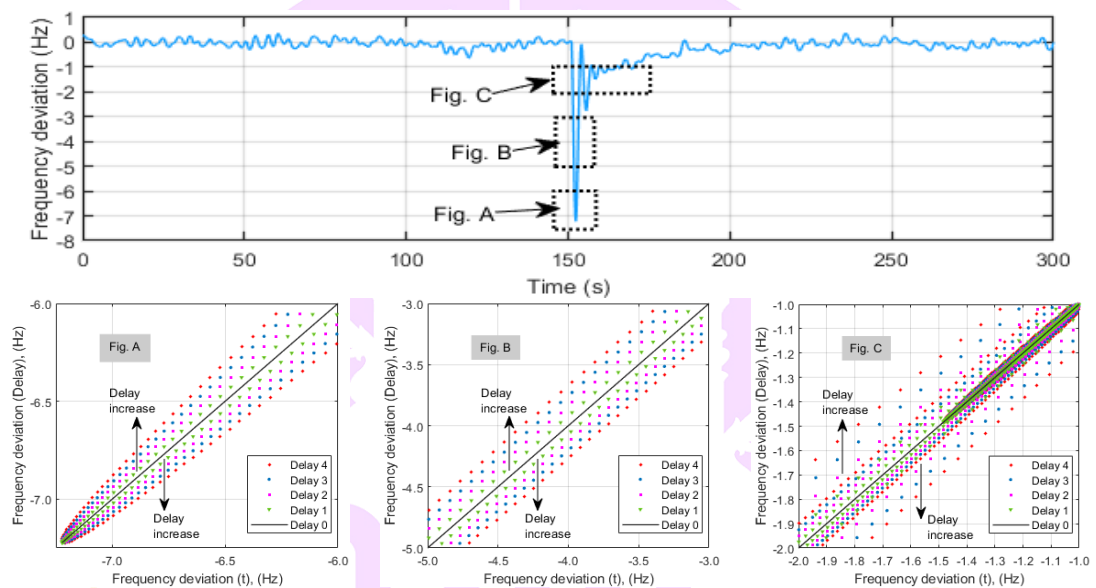 Frequency deviation (Hz)
1
0
-1
-2
-3
-4
-5
-6
-7
-8
Fig. C
Fig. B
Fig. A
0 50 100 150 200 250 300
Time (s)
Frequency deviation (Delay), (Hz)
-6.0
-6.5
-7.0
Fig. A
Delay
increase
Delay
increase
Delay 4
Delay 3
Delay 2
Delay 1
Delay 0
-7.0 -6.5 -6.0
Frequency deviation (t), (Hz)
Frequency deviation (Delay), (Hz)
-3.0
-3.5
-4.0
-4.5
-5.0
Fig. B
Delay
increase
Delay
increase
Delay 4
Delay 3
Delay 2
Delay 1
Delay 0
-5.0 -4.5 -4.0 -3.5 -3.0
Frequency deviation (t), (Hz)
Frequency deviation (Delay), (Hz)
-1.0
-1.1
-1.2
-1.3
-1.4
-1.5
-1.6
-1.7
-1.8
-1.9
-2.0
Fig. C
Delay
increase
Delay
increase
Delay 4
Delay 3
Delay 2
Delay 1
Delay 0
-2.0 -1.9 -1.8 -1.7 -1.6 -1.5 -1.4 -1.3 -1.2 -1.1 -1.0
Frequency deviation (t), (Hz)